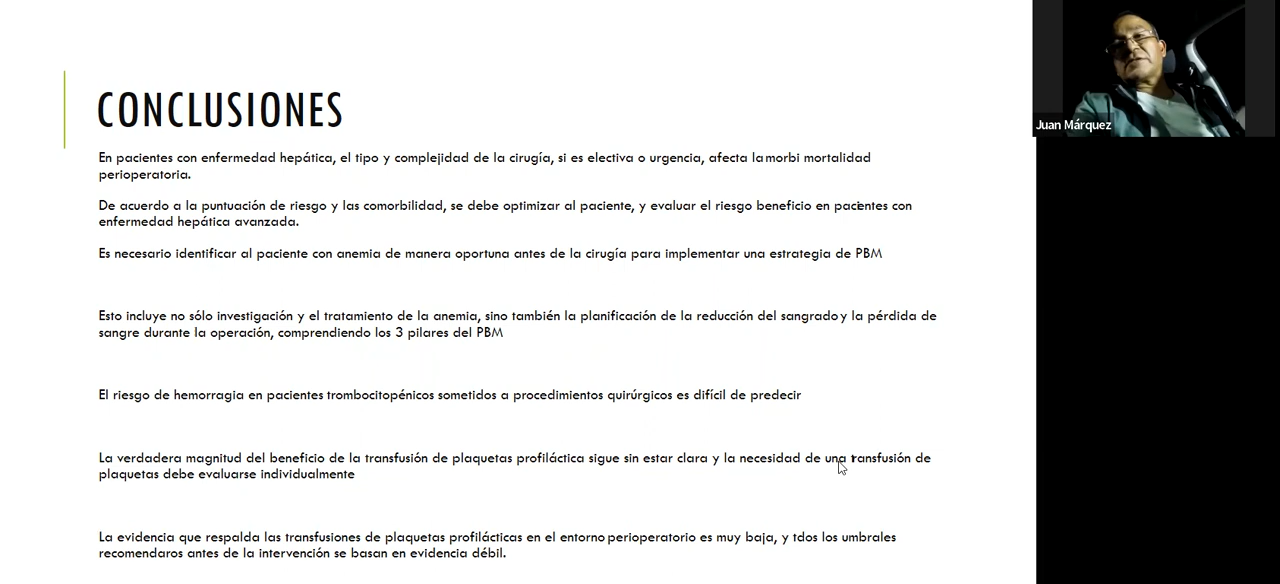 CONCLUSIONES
En pacientes con enfermedad hepática, el tipo y complejidad de la cirugía, si es electiva o urgencia, afecta la morbi mortalidad
perioperatoria.
De acuerdo a la puntuación de riesgo y las comorbilidad, se debe optimizar al paciente, y evaluar el riesgo beneficio en pacientes con
enfermedad hepática avanzada.
Es necesario identificar al paciente con anemia de manera oportuna antes de la cirugía para implementar una estrategia de PBM
Esto incluye no sólo investigación y el tratamiento de la anemia, sino también la planificación de la reducción del sangrado y la pérdida de
sangre durante la operación, comprendiendo los 3 pilares del PBM
El riesgo de hemorragia en pacientes trombocitopénicos sometidos a procedimientos quirúrgicos es difícil de predecir
La verdadera magnitud del beneficio de la transfusión de plaquetas profiláctica sigue sin estar clara y la necesidad de una transfusión de
plaquetas debe evaluarse individualmente
La evidencia que respalda las transfusiones de plaquetas profilácticas en el entorno perioperatorio es muy baja, y tdos los umbrales
recomendaros antes de la intervención se basan en evidencia débil.
Juan Márquez